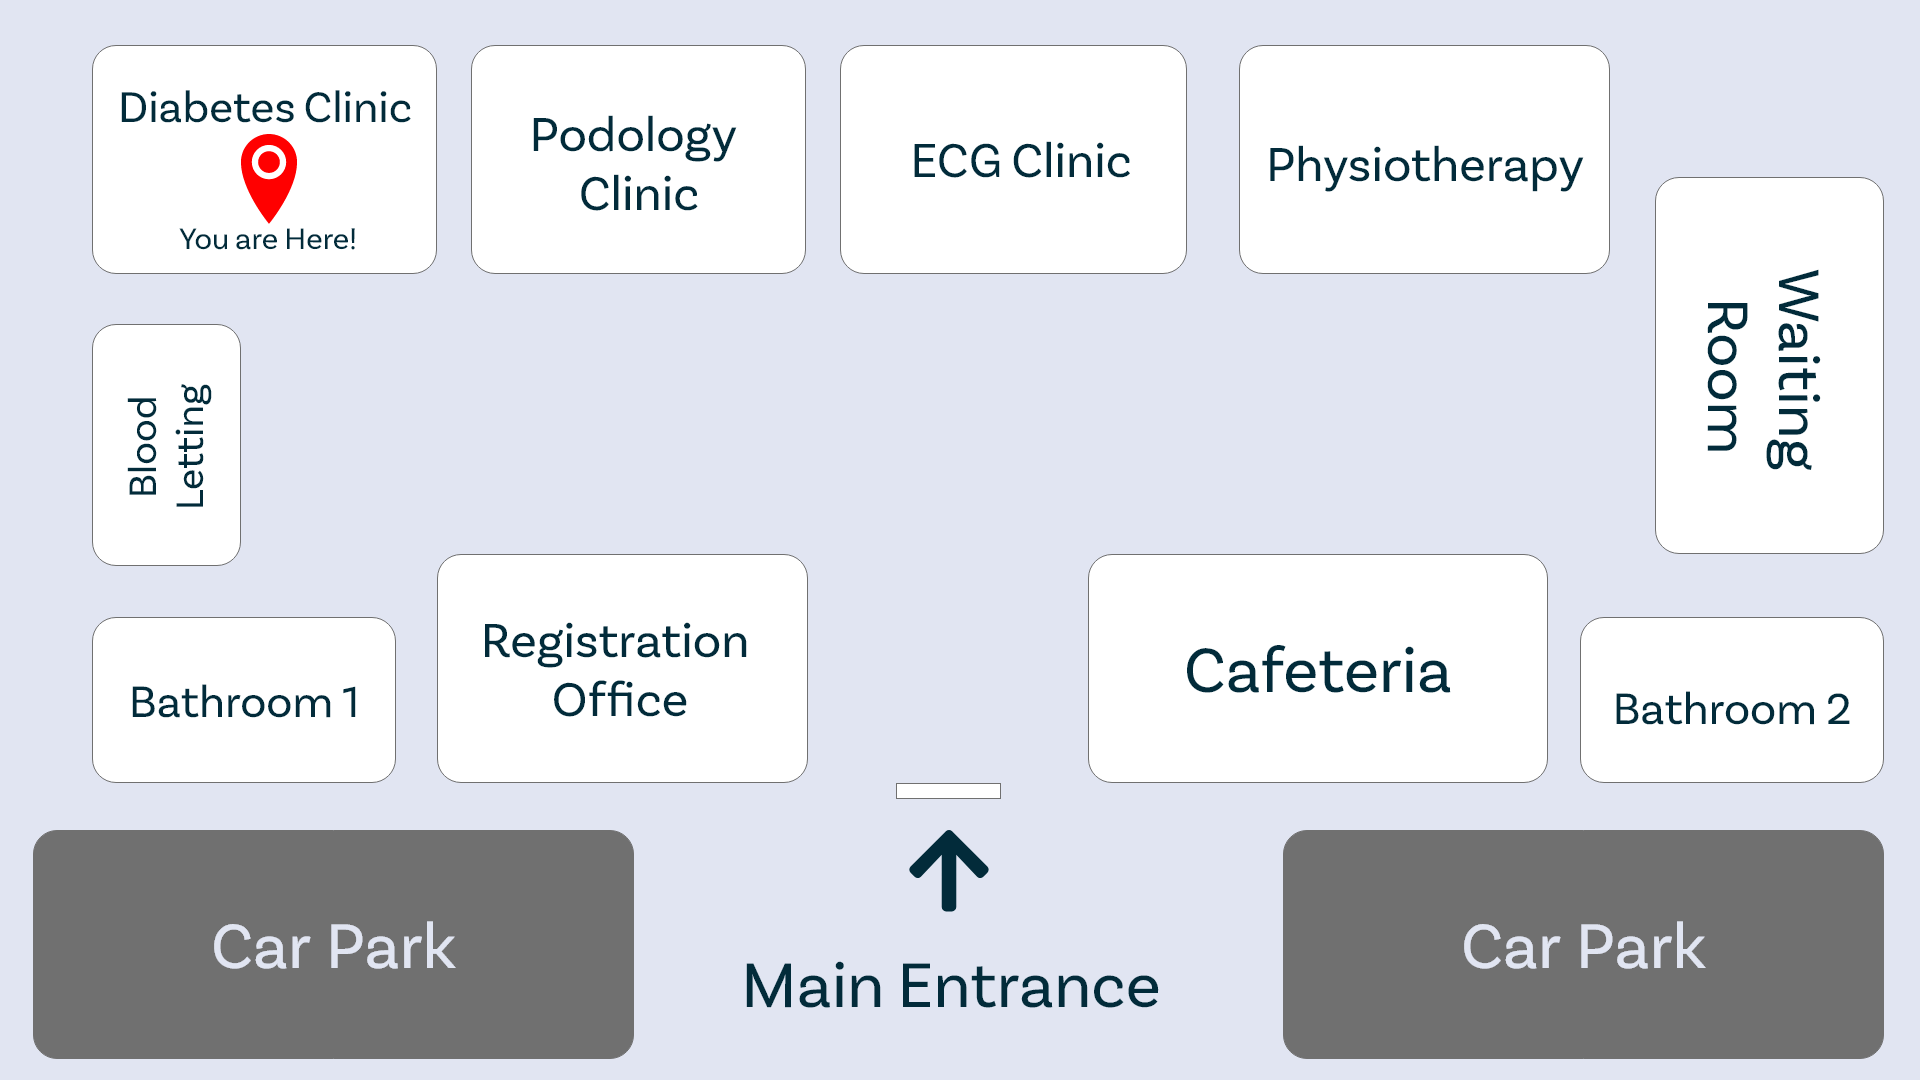 Diabetes Clinic
You are Here!
Podology
Clinic
ECG Clinic
Physiotherapy
Waiting
Room
Blood
Letting
Bathroom 1
Registration
Office
Cafeteria
Bathroom 2
Car Park
Main Entrance
Car Park